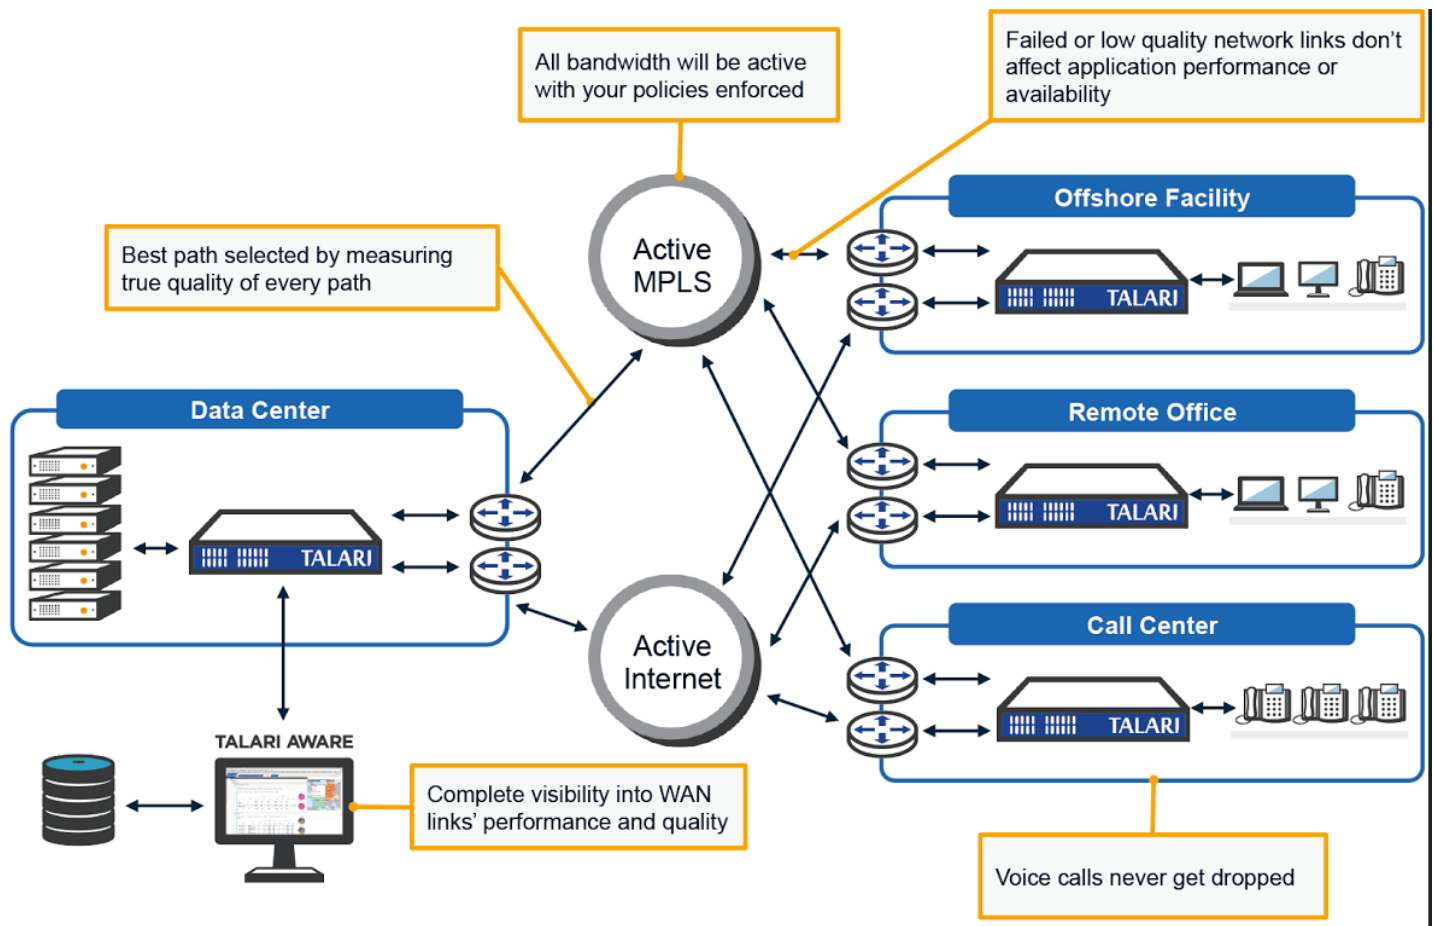 All bandwidth will be active
with your policies enforced
Failed or low quality network links don't
affect application performance or
availability
Offshore Facility
Best path selected by measuring
true quality of every path
Active
MPLS
TALARI
Data Center
Remote Office
TALARI
TALARI
Active
Internet
Call Center
TALARI
TALARI AWARE
Complete visibility into WAN
links' performance and quality
Voice calls never get dropped